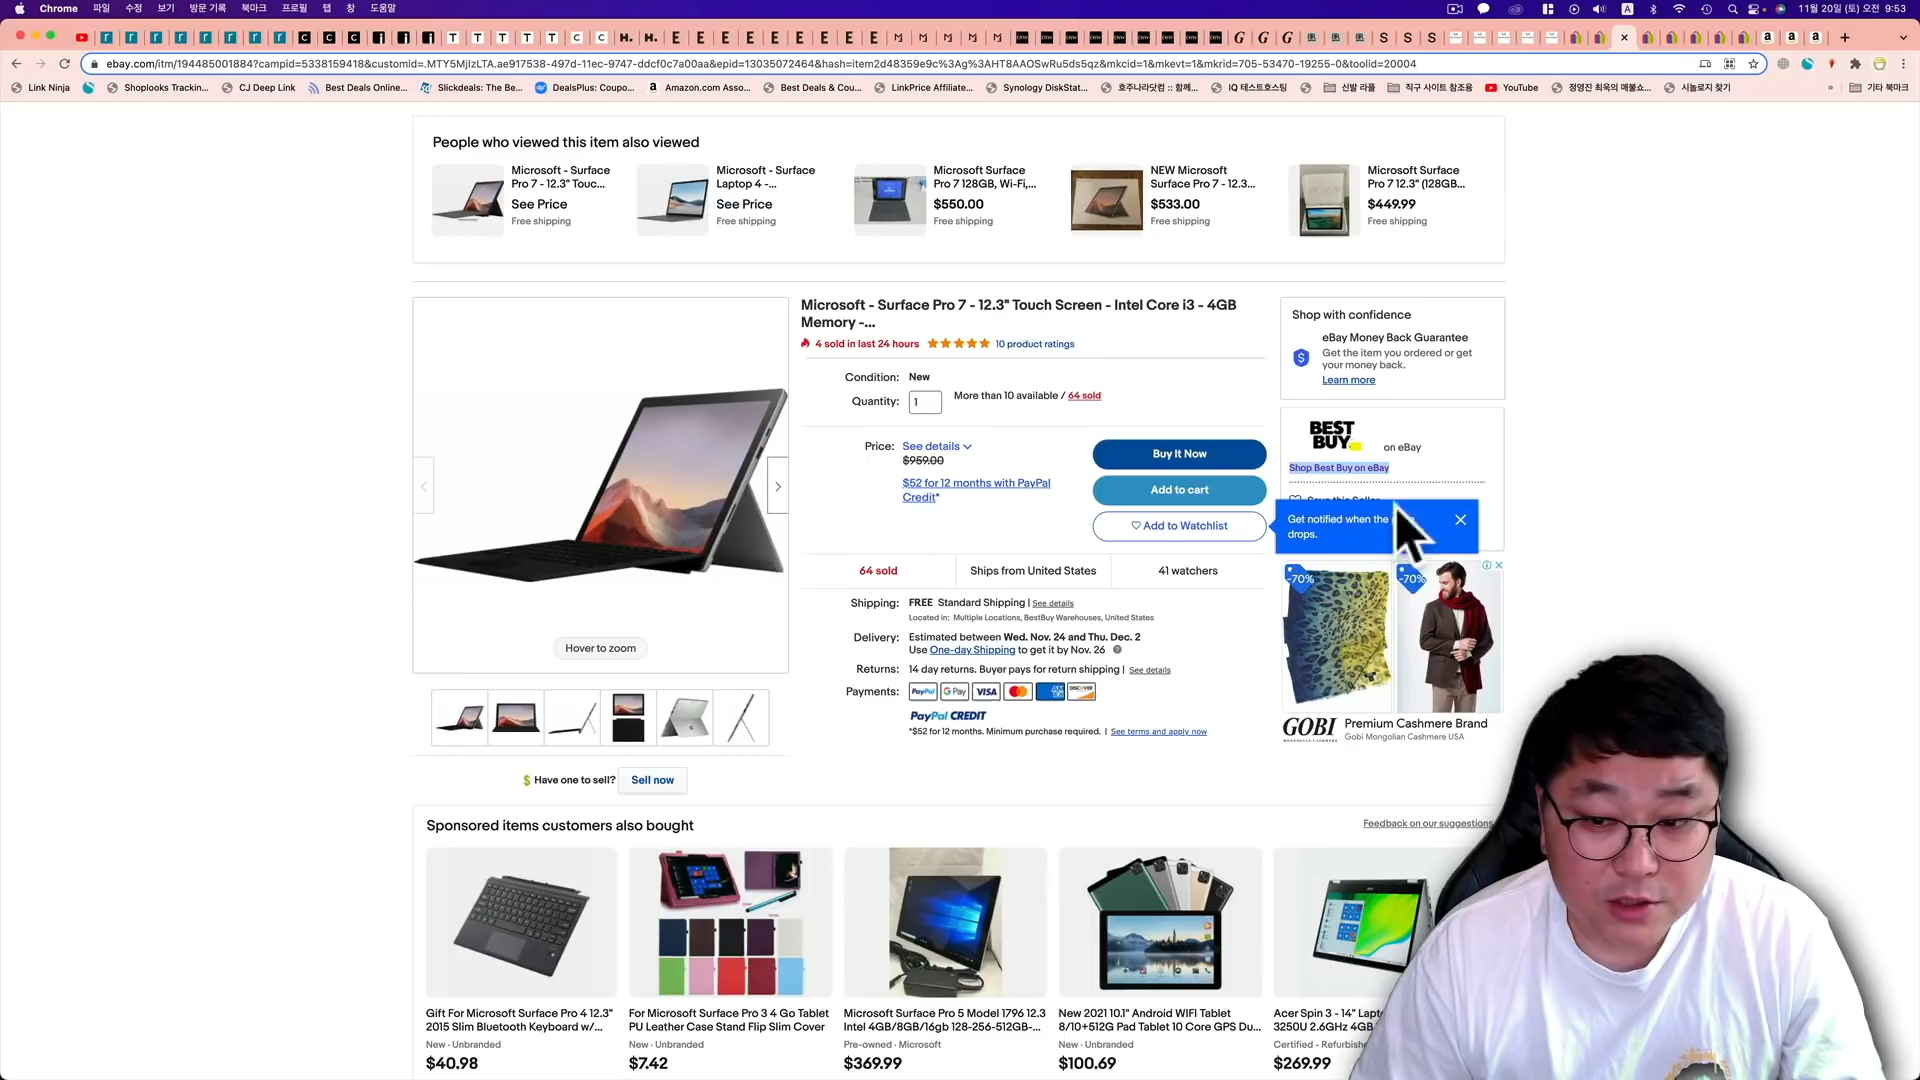 Chrome 파일 수정 보기 방문 기록 북마크 프로필 탭 창 도움말
11월 20일 (토) 오전 9:53
ebay.com/itm/194485001884?campid=5338159418&customid=.MTY5MjIzLTA.ae917538-497d-11ec-9747-ddcf0c7a00aa&epid=13035072464&hash=item2d48359e9c%3Ag%3AHT8AAOSwRu5ds5qz&mkcid=1&mkevt=1&mkrid=705-53470-19255-0&toolid=20004
Link Ninja
Shoplooks Trackin...
CJ Deep Link
Best Deals Online...
Slickdeals: The Be...
DealsPlus: Coupo...
Amazon.com Asso...
Best Deals & Cou...
LinkPrice Affiliate...
Synology DiskStat...
호주나라닷컴 :: 함께...
IQ 테스트호스팅
신발 라플
직구 사이트 참조용
YouTube
정영진 최욱의 매불쇼...
시놀로지 찾기
기타 북마크
People who viewed this item also viewed
Microsoft - Surface
Pro 7 - 12.3" Touc...
See Price
Free shipping
Microsoft - Surface
Laptop 4 -...
See Price
Free shipping
Microsoft Surface
Pro 7 128GB, Wi-Fi,...
$550.00
Free shipping
NEW Microsoft
Surface Pro 7 - 12.3...
$533.00
Free shipping
Microsoft Surface
Pro 7 12.3" (128GB...
$449.99
Free shipping
Hover to zoom
Have one to sell? Sell now
Microsoft - Surface Pro 7 - 12.3" Touch Screen - Intel Core i3 - 4GB
Memory -...
4 sold in last 24 hours
10 product ratings
Condition: New
Quantity: 1 More than 10 available / 64 sold
Price: See details
$959.00
$52 for 12 months with PayPal
Credit*
Buy It Now
Add to cart
Add to Watchlist
64 sold
Ships from United States
41 watchers
Shipping: FREE Standard Shipping | See details
Located in: Multiple Locations, BestBuy Warehouses, United States
Delivery: Estimated between Wed. Nov. 24 and Thu. Dec. 2
Use One-day Shipping to get it by Nov. 26
Returns: 14 day returns. Buyer pays for return shipping | See details
Payments: PayPal G Pay VISA DISCOVER
PayPal CREDIT
*$52 for 12 months. Minimum purchase required. | See terms and apply now
Shop with confidence
eBay Money Back Guarantee
Get the item you ordered or get
your money back.
Learn more
BEST
BUY
on eBay
Shop Best Buy on eBay
Get notified when the
drops.
-70%
-70%
GOBI
Premium Cashmere Brand
Gobi Mongolian Cashmere USA
Sponsored items customers also bought
Feedback on our suggestions
Gift For Microsoft Surface Pro 4 12.3"
2015 Slim Bluetooth Keyboard w/...
New · Unbranded
$40.98
For Microsoft Surface Pro 3 4 Go Tablet
PU Leather Case Stand Flip Slim Cover
New · Unbranded
$7.42
Microsoft Surface Pro 5 Model 1796 12.3
Intel 4GB/8GB/16gb 128-256-512GB-...
Pre-owned · Microsoft
$369.99
New 2021 10.1" Android WIFI Tablet
8/10+512G Pad Tablet 10 Core GPS Du...
New · Unbranded
$100.69
Acer Spin 3 - 14"
3250U 2.6GHz 4GB
Certified -
$269.99